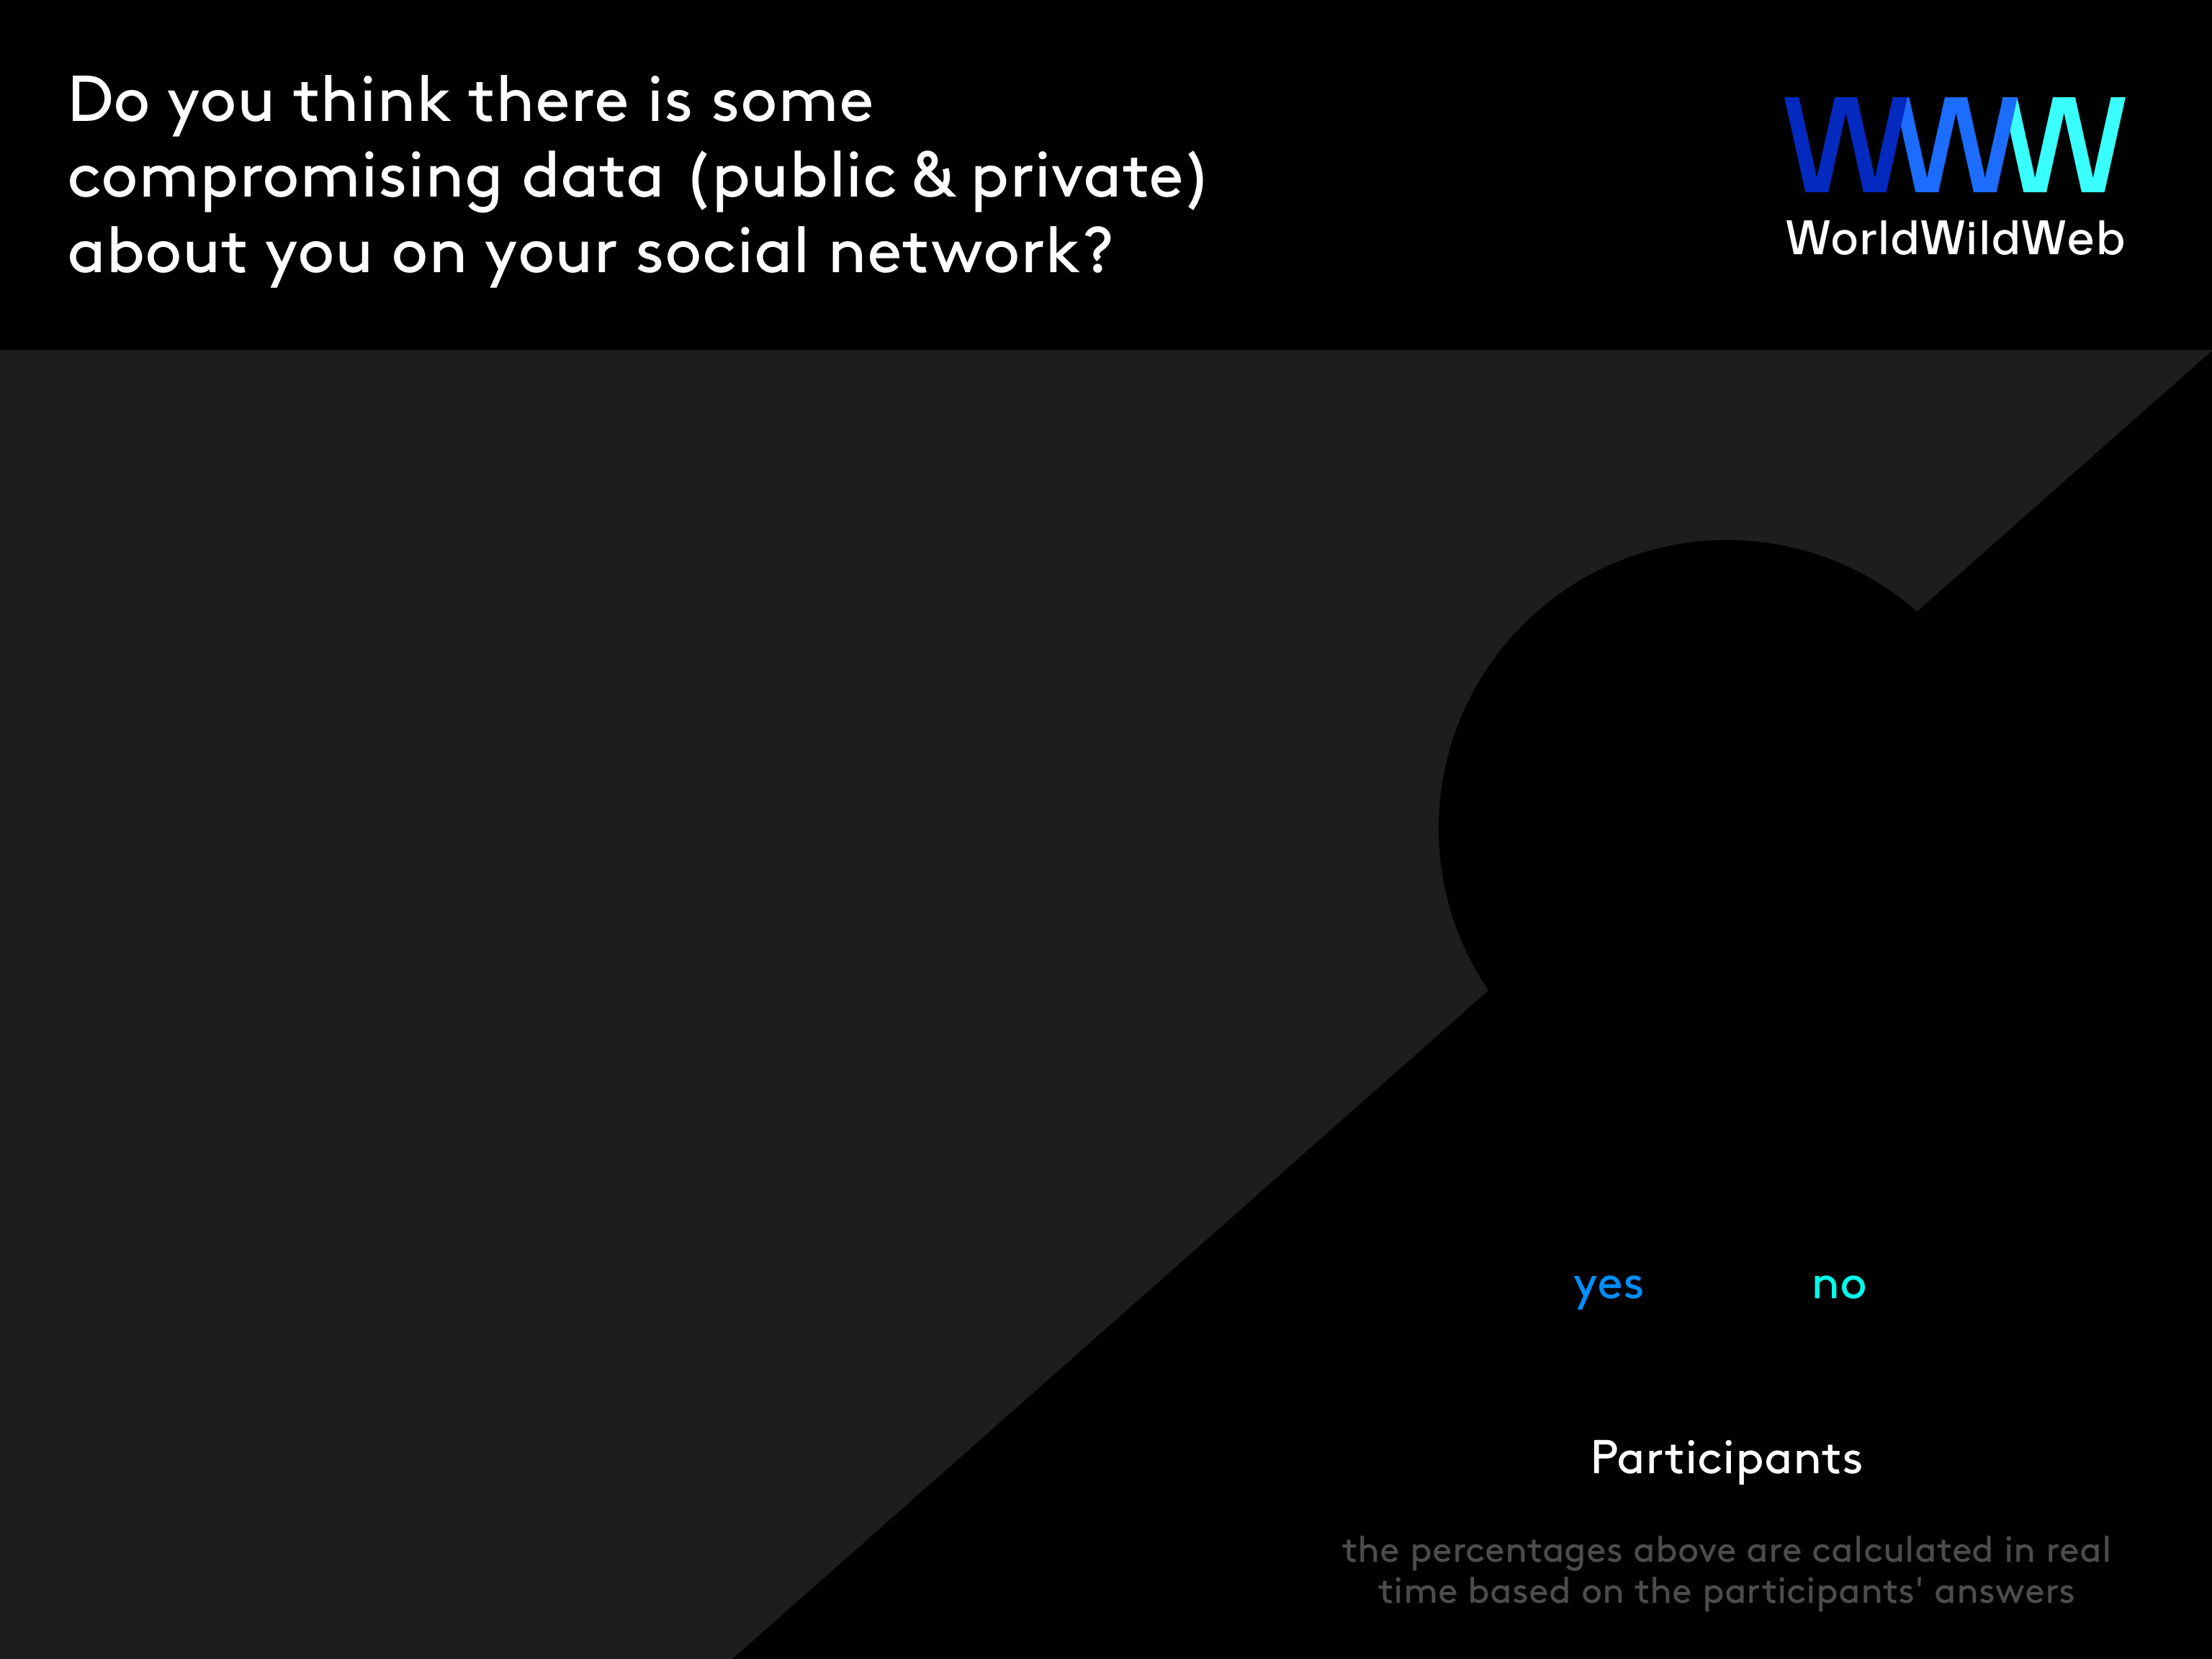 Do you think there is some
compromising data (public & private)
about you on your social network?
WWW
WorldWildWeb
yes no
Participants
the percentages above are calculated in real
time based on the participants' answers